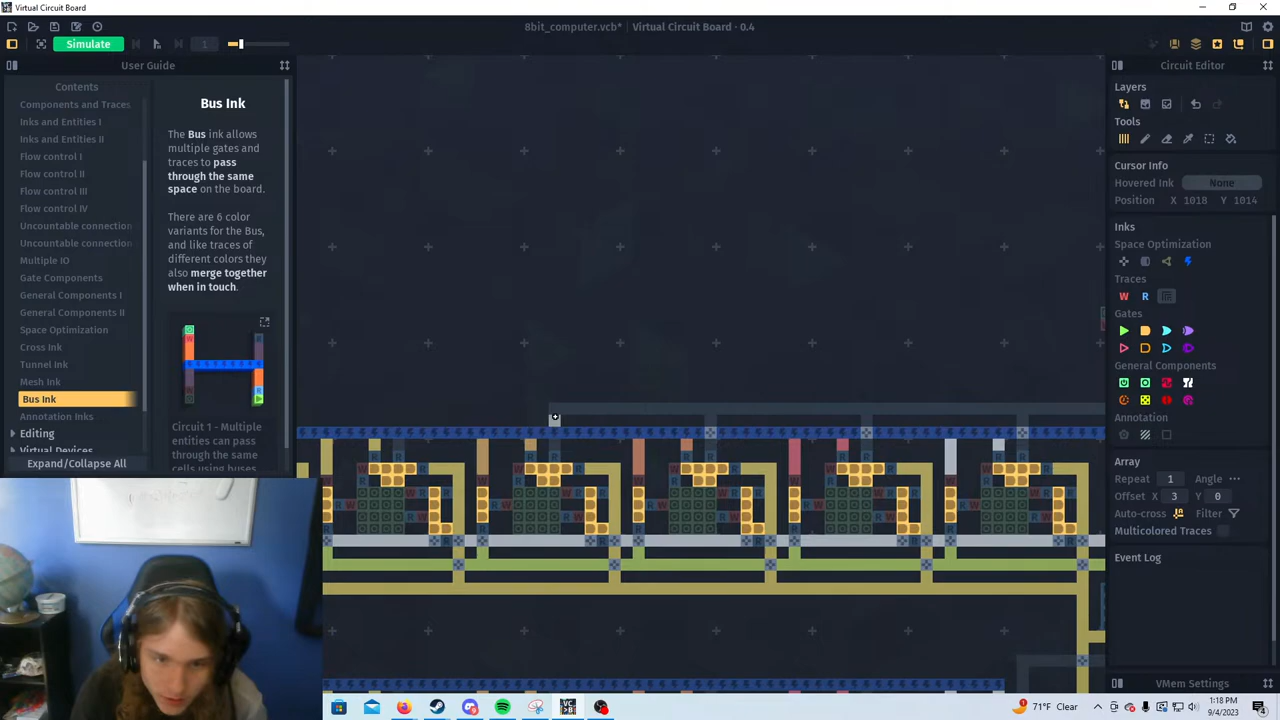 Virtual Circuit Board
8bit_computer.vcb* | Virtual Circuit Board - 0.4
Simulate
1
User Guide
Contents
Components and Traces
Inks and Entities I
Inks and Entities II
Flow control I
Flow control II
Flow control III
Flow control IV
Uncountable connection
Uncountable connection
Multiple IO
Gate Components
General Components I
General Components II
Space Optimization
Cross Ink
Tunnel Ink
Mesh Ink
Bus Ink
Annotation Inks
Editing
Virtual Devices
Expand/Collapse All
Bus Ink
The Bus ink allows
multiple gates and
traces to pass
through the same
space on the board.
There are 6 color
variants for the Bus,
and like traces of
different colors they
also merge together
when in touch.
Circuit 1 - Multiple
entities can pass
through the same
cells using buses
Circuit Editor
Layers
Tools
Cursor Info
Hovered Ink None
Position X 1018 Y 1014
Inks
Space Optimization
Traces
W R
Gates
General Components
Annotation
Array
Repeat 1 Angle
Offset X 3 Y 0
Auto-cross Filter
Multicolored Traces
Event Log
VMem Settings
71°F Clear
1:18 PM
9/4/2023